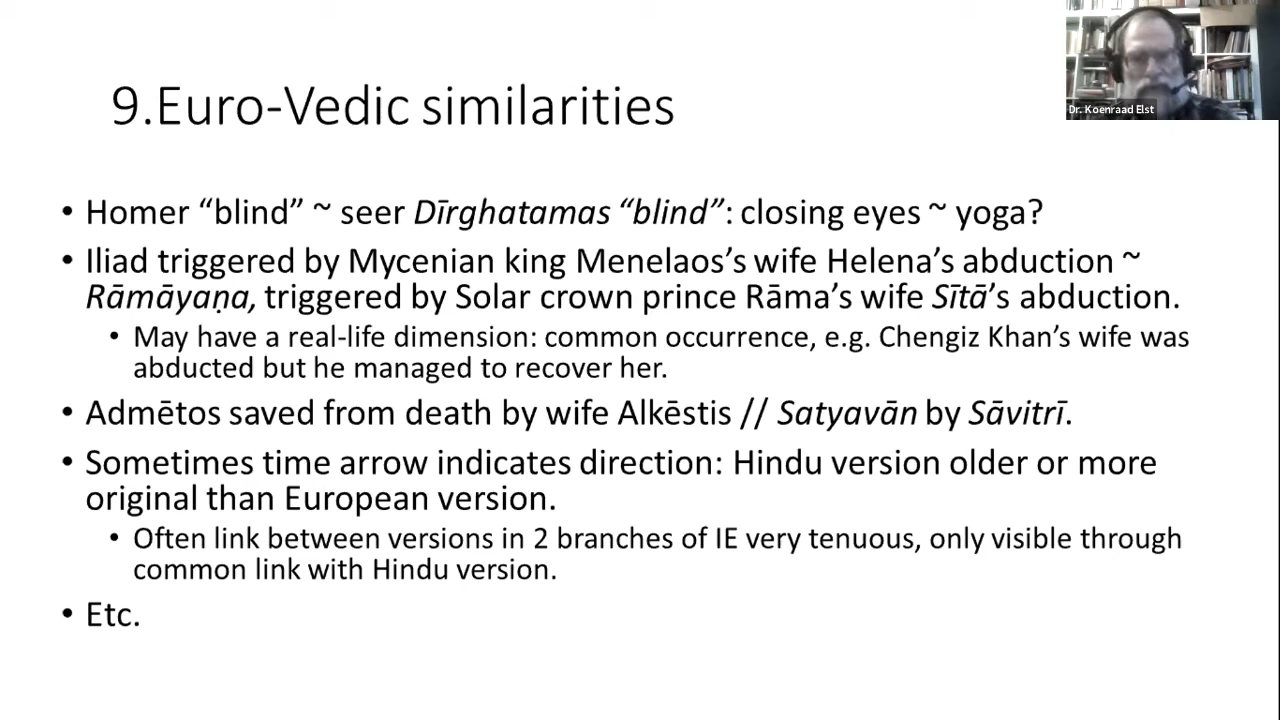 9.Euro-Vedic similarities
Dr. Koenraad Elst
• Homer “blind” ~ seer Dīrghatamas “blind”: closing eyes ~ yoga?
• Iliad triggered by Mycenian king Menelaos’s wife Helena’s abduction ~
Rāmāyaṇa, triggered by Solar crown prince Rāma’s wife Sītā’s abduction.
• May have a real-life dimension: common occurrence, e.g. Chengiz Khan’s wife was
abducted but he managed to recover her.
• Admētos saved from death by wife Alkēstis // Satyavān by Sāvitrī.
• Sometimes time arrow indicates direction: Hindu version older or more
original than European version.
• Often link between versions in 2 branches of IE very tenuous, only visible through
common link with Hindu version.
• Etc.